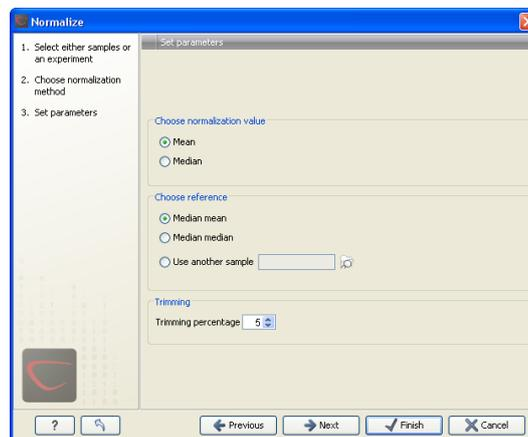 Normalize
1. Select either samples or
an experiment
2. Choose normalization
method
3. Set parameters
Set parameters
Choose normalization value
Mean
Median
Choose reference
Median mean
Median median
Use another sample
Trimming
Trimming percentage 5
? Previous Next Finish Cancel